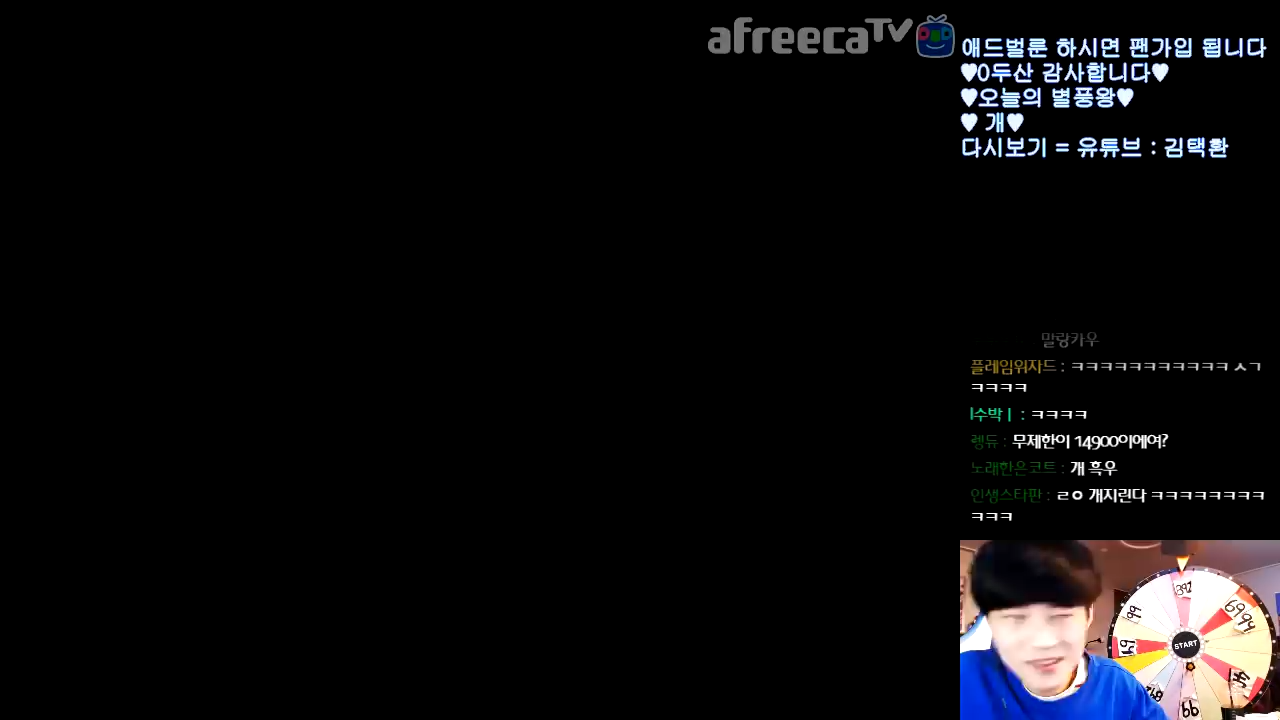 afreecaTV
애드벌룬 하시면 팬가입 됩니다
♥0두산 감사합니다♥
♥오늘의 별풍왕♥
♥ 개♥
다시보기 = 유튜브 : 김택환
말랑카우
플레임위자드 : ㅋㅋㅋㅋㅋㅋㅋㅋㅋㅋㅋ ㅅㄱ
ㅋㅋㅋㅋ
|수박 | : ㅋㅋㅋㅋ
렝듀 : 무제한이 14900이에여?
노래한은코트 : 개 흑우
인생스타판 : ㄹㅇ 개지린다 ㅋㅋㅋㅋㅋㅋㅋㅋ
ㅋㅋㅋ
392
99
6974
START
99